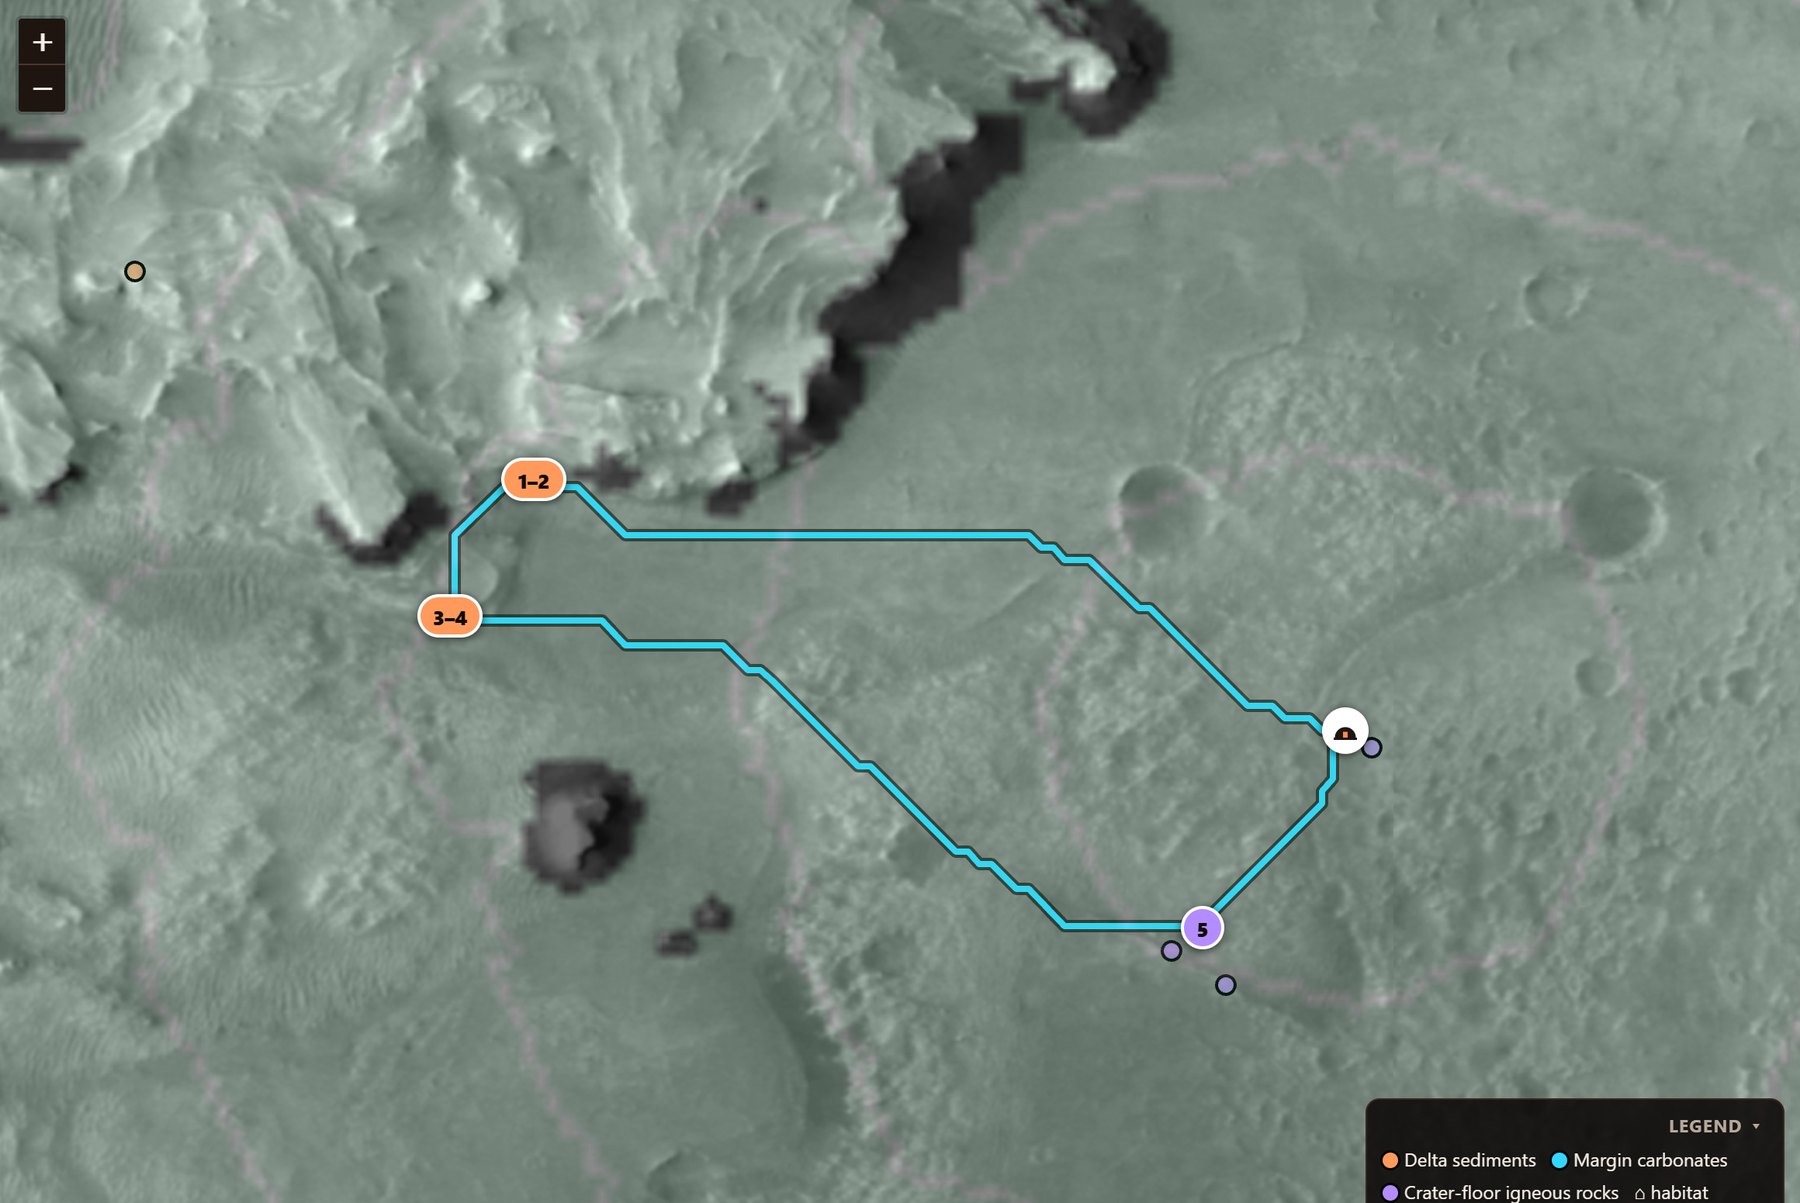 +
−
1–2
3–4
5
LEGEND ▾
Delta sediments Margin carbonates
Crater-floor igneous rocks ⌂ habitat